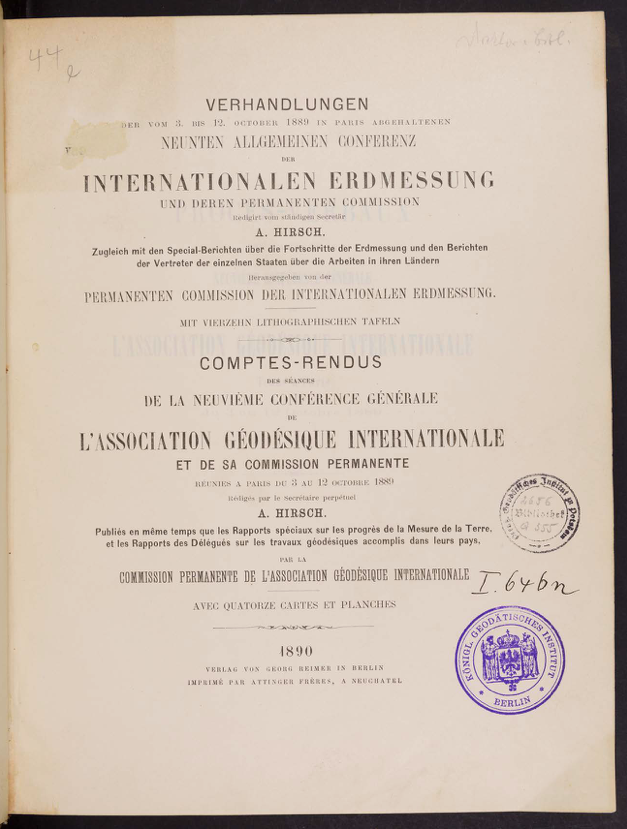 44
e
VERHANDLUNGEN
DER VOM 3. BIS 12. OCTOBER 1889 IN PARIS ABGEHALTENEN
NEUNTEN ALLGEMEINEN CONFERENZ
DER
INTERNATIONALEN ERDMESSUNG
UND DEREN PERMANENTEN COMMISSION
Redigirt vom ständigen Secretär
A. HIRSCH.
Zugleich mit den Special-Berichten über die Fortschritte der Erdmessung und den Berichten
der Vertreter der einzelnen Staaten über die Arbeiten in ihren Ländern
Herausgegeben von der
PERMANENTEN COMMISSION DER INTERNATIONALEN ERDMESSUNG.
MIT VIERZEHN LITHOGRAPHISCHEN TAFELN
COMPTES-RENDUS
DES SÉANCES
DE LA NEUVIÈME CONFÉRENCE GÉNÉRALE
DE
L'ASSOCIATION GÉODÉSIQUE INTERNATIONALE
ET DE SA COMMISSION PERMANENTE
RÉUNIES A PARIS DU 3 AU 12 OCTOBRE 1889
Rédigés par le Secrétaire perpétuel
A. HIRSCH.
Publiés en même temps que les Rapports spéciaux sur les progrès de la Mesure de la Terre,
et les Rapports des Délégués sur les travaux géodésiques accomplis dans leurs pays,
PAR LA
COMMISSION PERMANENTE DE L'ASSOCIATION GÉODÉSIQUE INTERNATIONALE
AVEC QUATORZE CARTES ET PLANCHES
1890
VERLAG VON GEORG REIMER IN BERLIN
IMPRIMÉ PAR ATTINGER FRÈRES, A NEUCHATEL
Geodätisches Institut zu Potsdam
Bibliothek
I. 64bn
KÖNIGL. GEODÄTISCHES INSTITUT
BERLIN